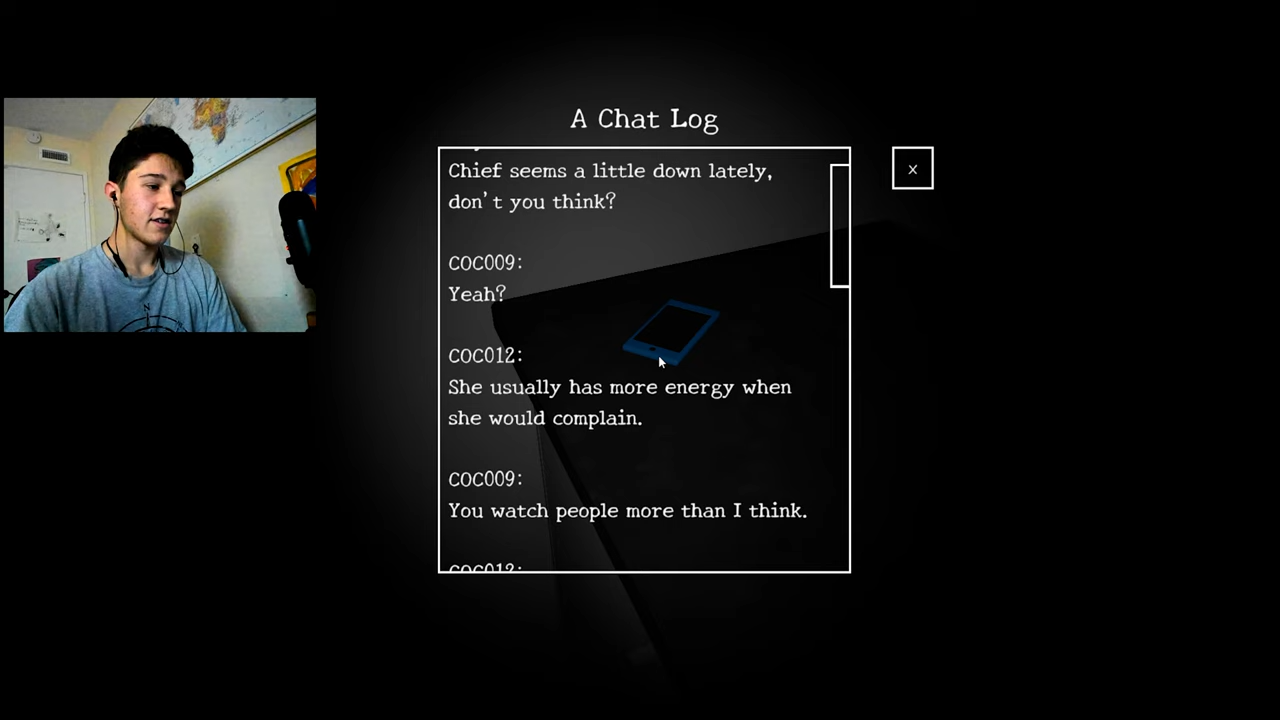 A Chat Log
x
Chief seems a little down lately,
don't you think?
COC009:
Yeah?
COC012:
She usually has more energy when
she would complain.
COC009:
You watch people more than I think.
COC012: